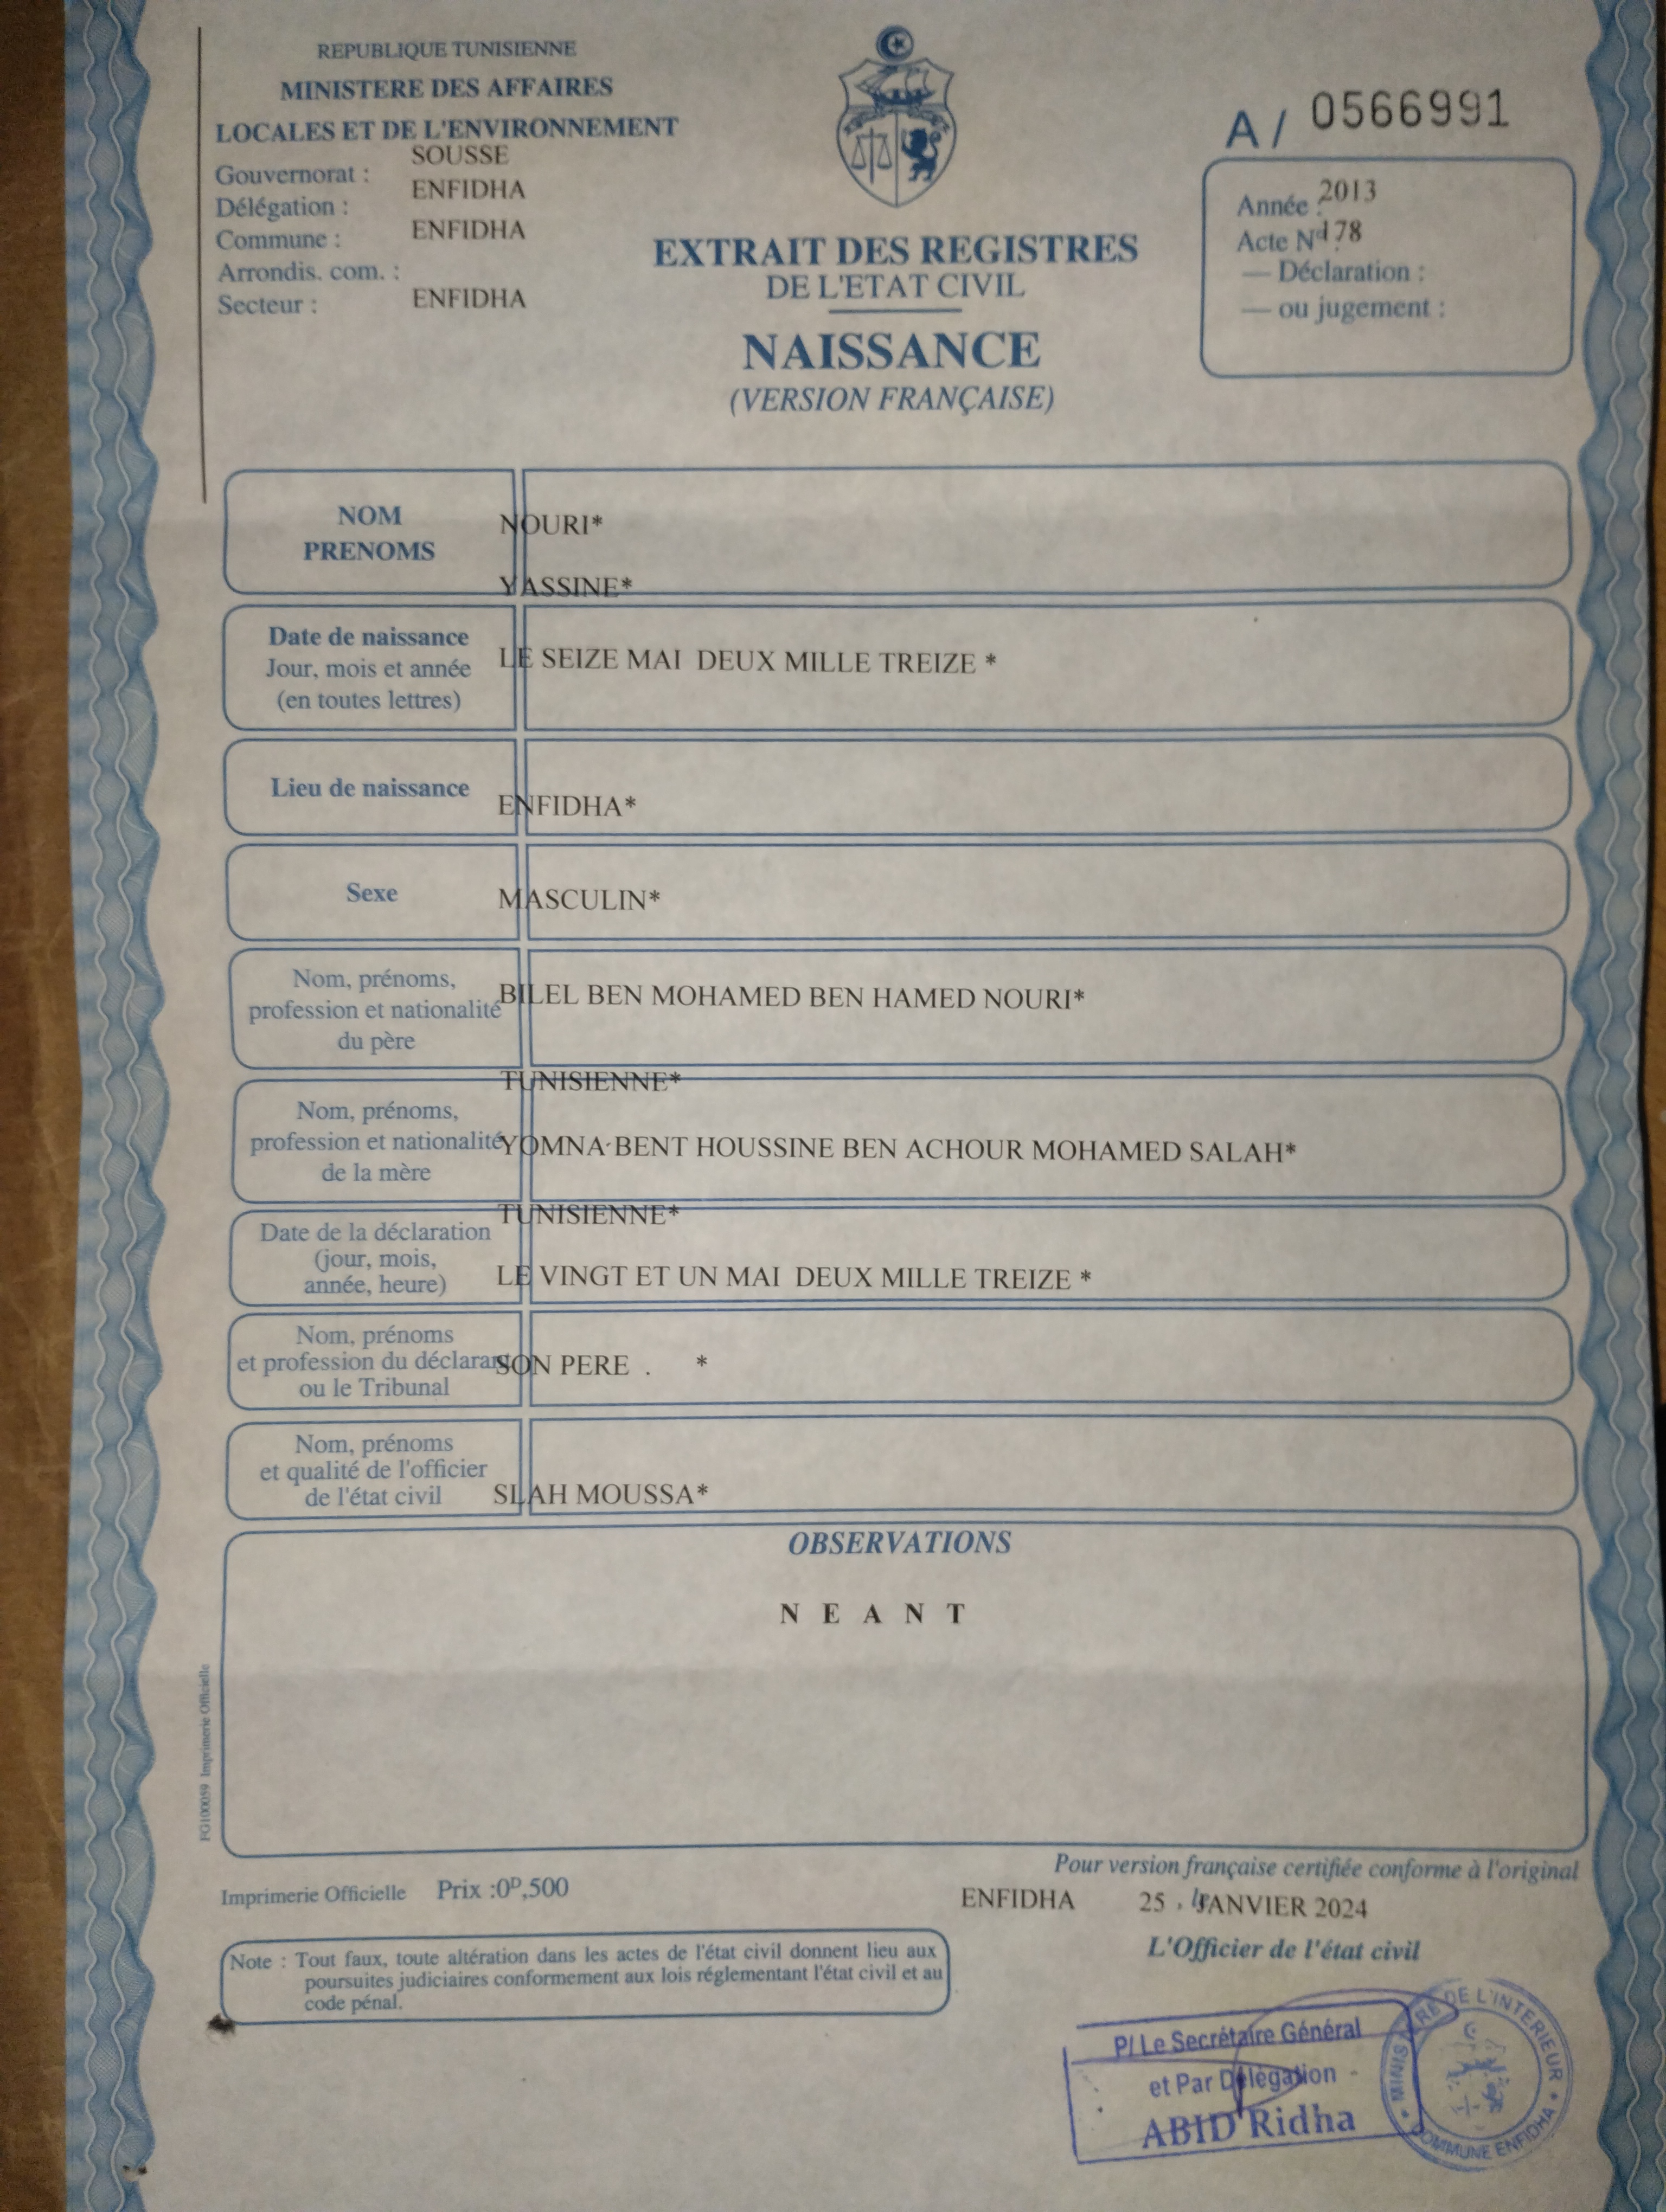 REPUBLIQUE TUNISIENNE
MINISTERE DES AFFAIRES
LOCALES ET DE L'ENVIRONNEMENT
Gouvernorat : SOUSSE
Délégation : ENFIDHA
Commune : ENFIDHA
Arrondis. com. :
Secteur : ENFIDHA
EXTRAIT DES REGISTRES
DE L'ETAT CIVIL
NAISSANCE
(VERSION FRANÇAISE)
A / 0566991
Année : 2013
Acte N° : 178
— Déclaration :
— ou jugement :
NOM
PRENOMS
NOURI*
YASSINE*
Date de naissance
Jour, mois et année
(en toutes lettres)
LE SEIZE MAI DEUX MILLE TREIZE *
Lieu de naissance
ENFIDHA*
Sexe
MASCULIN*
Nom, prénoms,
profession et nationalité
du père
BILEL BEN MOHAMED BEN HAMED NOURI*
TUNISIENNE*
Nom, prénoms,
profession et nationalité
de la mère
YOMNA BENT HOUSSINE BEN ACHOUR MOHAMED SALAH*
TUNISIENNE*
Date de la déclaration
(jour, mois,
année, heure)
LE VINGT ET UN MAI DEUX MILLE TREIZE *
Nom, prénoms
et profession du déclarant
ou le Tribunal
SON PERE . *
Nom, prénoms
et qualité de l'officier
de l'état civil
SLAH MOUSSA*
OBSERVATIONS
N E A N T
FG100059 Imprimerie Officielle
Pour version française certifiée conforme à l'original
Imprimerie Officielle Prix :0ᴰ,500
ENFIDHA 25 , le JANVIER 2024
L'Officier de l'état civil
Note : Tout faux, toute altération dans les actes de l'état civil donnent lieu aux
poursuites judiciaires conformement aux lois réglementant l'état civil et au
code pénal.
P/ Le Secrétaire Général
et Par Délégation
ABID Ridha
MINISTERE DE L'INTERIEUR
COMMUNE ENFIDHA